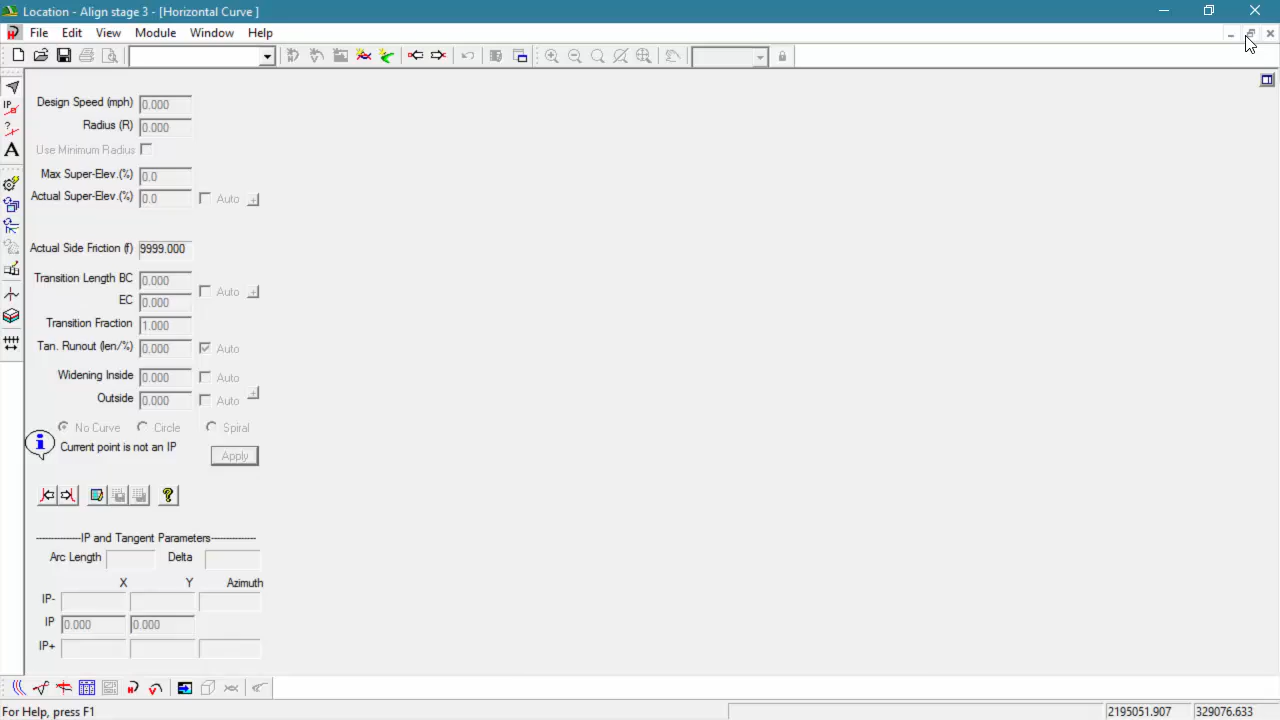 Location - Align stage 3 - [Horizontal Curve ]
File Edit View Module Window Help
Design Speed (mph) 0.000
Radius (R) 0.000
Use Minimum Radius
Max Super-Elev.(%) 0.0
Actual Super-Elev.(%) 0.0 Auto
Actual Side Friction (f) 9999.000
Transition Length BC 0.000
Auto
EC 0.000
Transition Fraction 1.000
Tan. Runout (len/%) 0.000 Auto
Widening Inside 0.000 Auto
Outside 0.000 Auto
No Curve Circle Spiral
Current point is not an IP
Apply
---------------IP and Tangent Parameters---------------
Arc Length Delta
X Y Azimuth
IP-
IP 0.000 0.000
IP+
For Help, press F1 2195051.907 329076.633